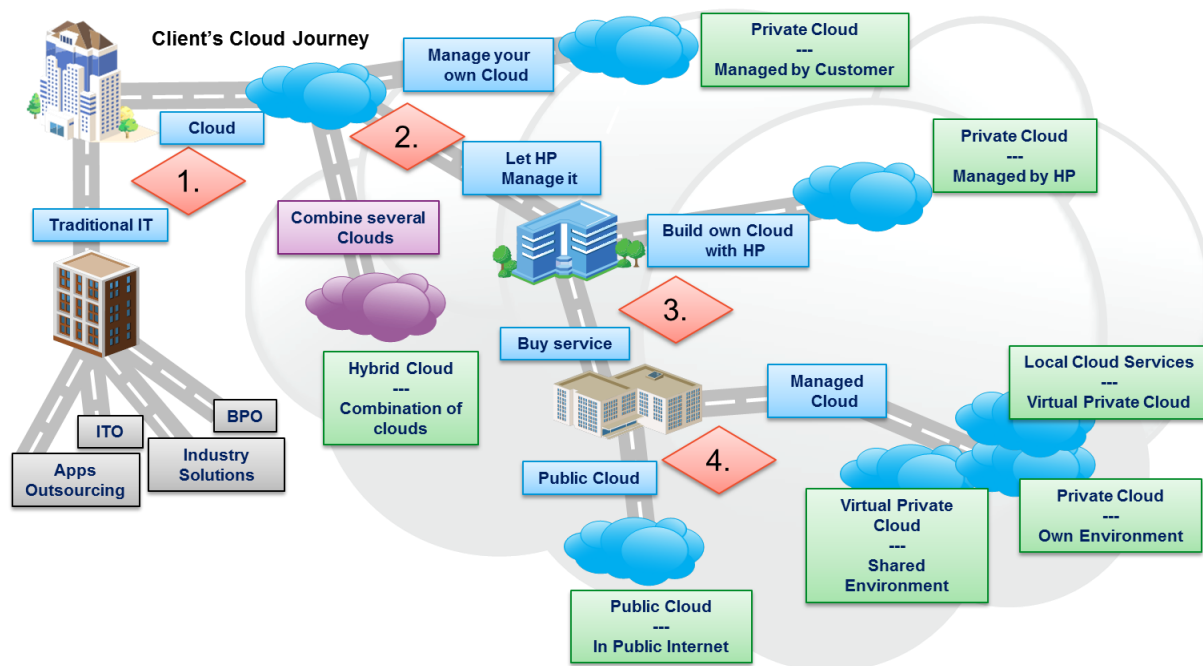 Client's Cloud Journey
Manage your
own Cloud
Private Cloud
---
Managed by Customer
Cloud
1.
2.
Let HP
Manage it
Private Cloud
---
Managed by HP
Traditional IT
Combine several
Clouds
Build own Cloud
with HP
3.
Buy service
Hybrid Cloud
---
Combination of
clouds
Managed
Cloud
Local Cloud Services
---
Virtual Private Cloud
BPO
ITO
Industry
Solutions
Apps
Outsourcing
4.
Public Cloud
Virtual Private
Cloud
---
Shared
Environment
Private Cloud
---
Own Environment
Public Cloud
---
In Public Internet